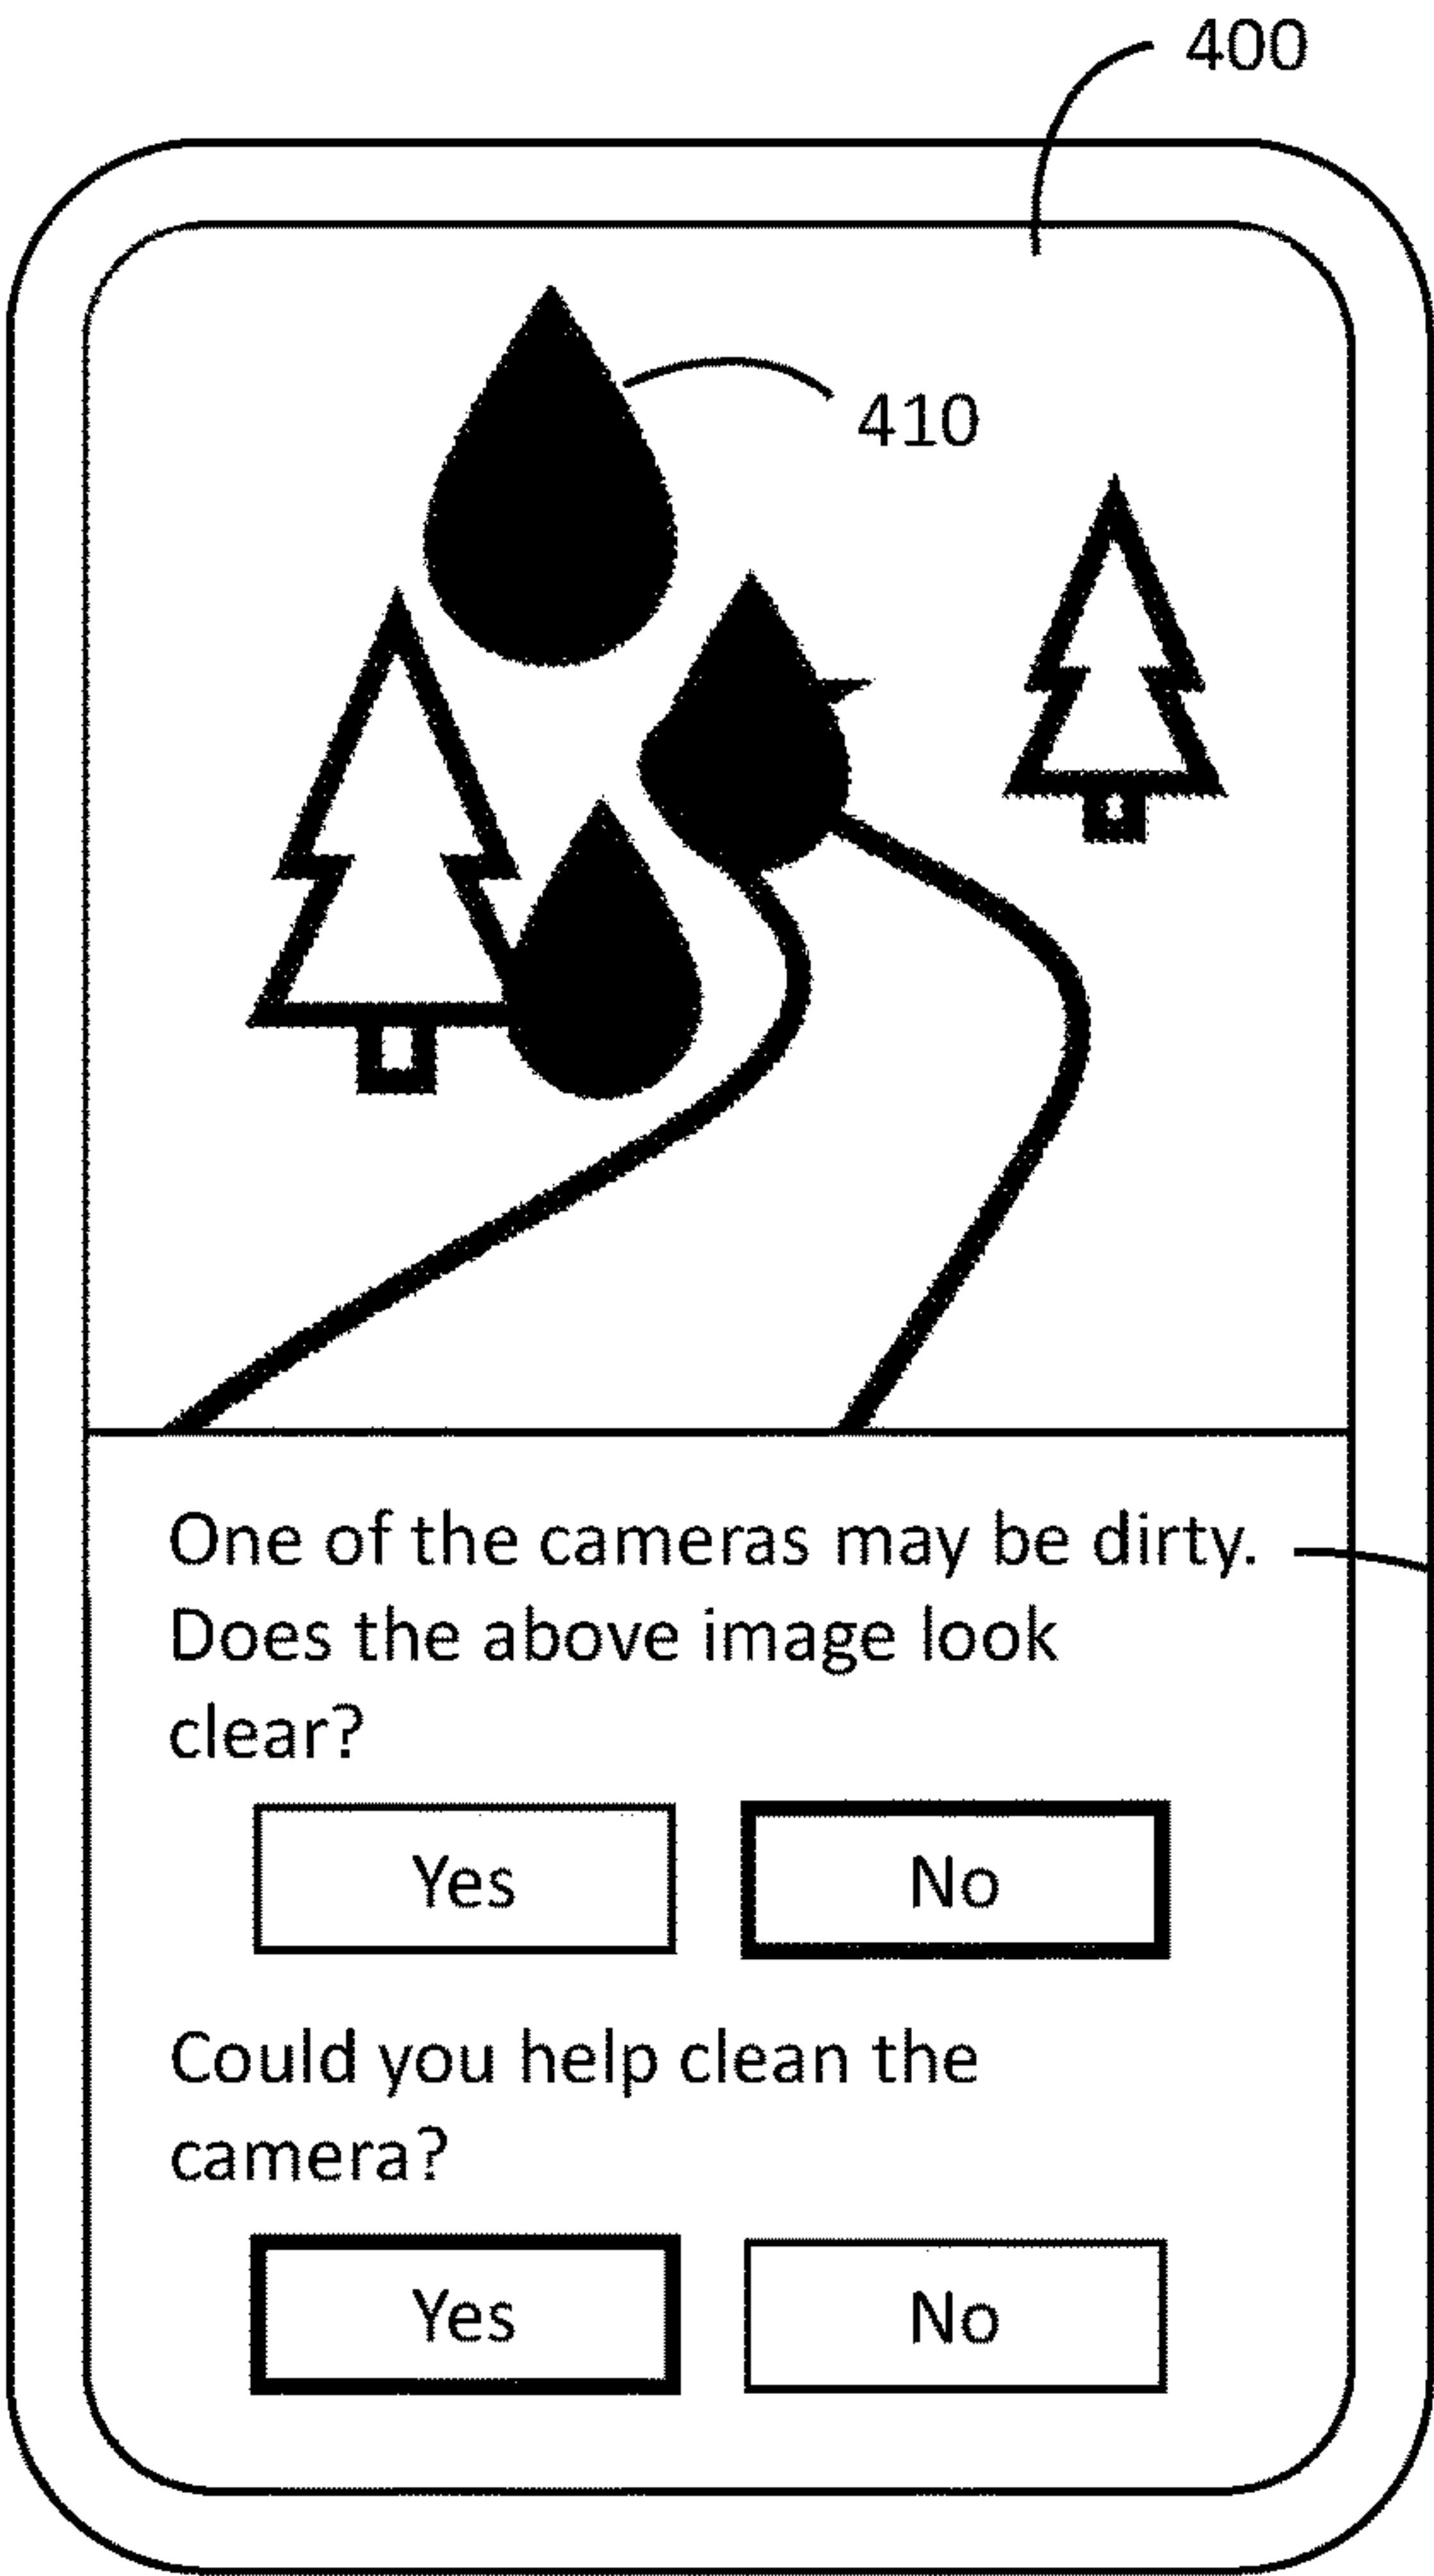 400
410
One of the cameras may be dirty.
Does the above image look
clear?
Yes No
Could you help clean the
camera?
Yes No